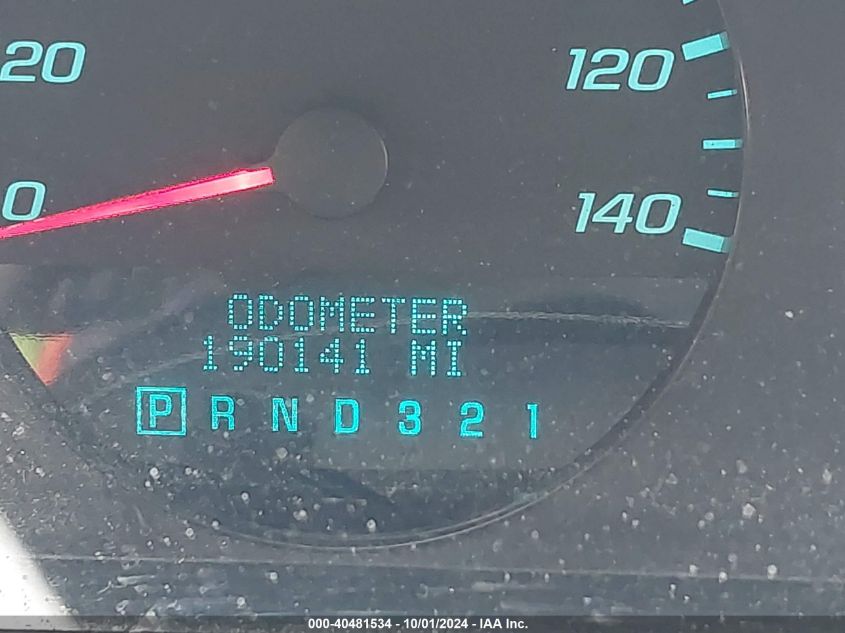 20
120
0
140
ODOMETER
190141 MI
P R N D 3 2 1
000-40481534 - 10/01/2024 - IAA Inc.